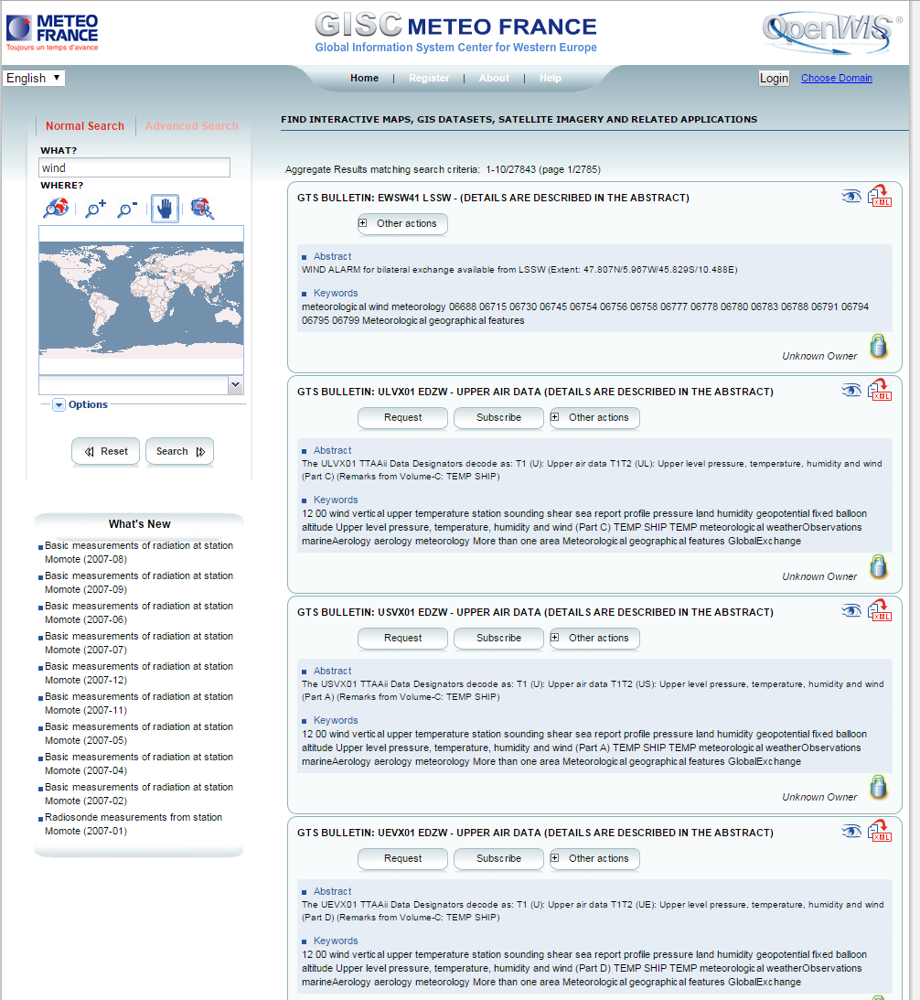 METEO
FRANCE
Toujours un temps d'avance
GISC METEO FRANCE
Global Information System Center for Western Europe
OpenWIS ®
English ▼
Home | Register | About | Help
Login Choose Domain
Normal Search Advanced Search
WHAT?
wind
WHERE?
Options
Reset Search
What's New
Basic measurements of radiation at station
Momote (2007-08)
Basic measurements of radiation at station
Momote (2007-09)
Basic measurements of radiation at station
Momote (2007-06)
Basic measurements of radiation at station
Momote (2007-07)
Basic measurements of radiation at station
Momote (2007-12)
Basic measurements of radiation at station
Momote (2007-11)
Basic measurements of radiation at station
Momote (2007-05)
Basic measurements of radiation at station
Momote (2007-04)
Basic measurements of radiation at station
Momote (2007-02)
Radiosonde measurements from station
Momote (2007-01)
FIND INTERACTIVE MAPS, GIS DATASETS, SATELLITE IMAGERY AND RELATED APPLICATIONS
Aggregate Results matching search criteria: 1-10/27843 (page 1/2785)
GTS BULLETIN: EWSW41 LSSW - (DETAILS ARE DESCRIBED IN THE ABSTRACT)
XML
Other actions
Abstract
WIND ALARM for bilateral exchange available from LSSW (Extent: 47.807N/5.967W/45.829S/10.488E)
Keywords
meteorological wind meteorology 06688 06715 06730 06745 06754 06756 06758 06777 06778 06780 06783 06788 06791 06794
06795 06799 Meteorological geographical features
Unknown Owner
GTS BULLETIN: ULVX01 EDZW - UPPER AIR DATA (DETAILS ARE DESCRIBED IN THE ABSTRACT)
XML
Request Subscribe Other actions
Abstract
The ULVX01 TTAAii Data Designators decode as: T1 (U): Upper air data T1T2 (UL): Upper level pressure, temperature, humidity and wind
(Part C) (Remarks from Volume-C: TEMP SHIP)
Keywords
12 00 wind vertical upper temperature station sounding shear sea report profile pressure land humidity geopotential fixed balloon
altitude Upper level pressure, temperature, humidity and wind (Part C) TEMP SHIP TEMP meteorological weatherObservations
marineAerology aerology meteorology More than one area Meteorological geographical features GlobalExchange
Unknown Owner
GTS BULLETIN: USVX01 EDZW - UPPER AIR DATA (DETAILS ARE DESCRIBED IN THE ABSTRACT)
XML
Request Subscribe Other actions
Abstract
The USVX01 TTAAii Data Designators decode as: T1 (U): Upper air data T1T2 (US): Upper level pressure, temperature, humidity and wind
(Part A) (Remarks from Volume-C: TEMP SHIP)
Keywords
12 00 wind vertical upper temperature station sounding shear sea report profile pressure land humidity geopotential fixed balloon
altitude Upper level pressure, temperature, humidity and wind (Part A) TEMP SHIP TEMP meteorological weatherObservations
marineAerology aerology meteorology More than one area Meteorological geographical features GlobalExchange
Unknown Owner
GTS BULLETIN: UEVX01 EDZW - UPPER AIR DATA (DETAILS ARE DESCRIBED IN THE ABSTRACT)
XML
Request Subscribe Other actions
Abstract
The UEVX01 TTAAii Data Designators decode as: T1 (U): Upper air data T1T2 (UE): Upper level pressure, temperature, humidity and wind
(Part D) (Remarks from Volume-C: TEMP SHIP)
Keywords
12 00 wind vertical upper temperature station sounding shear sea report profile pressure land humidity geopotential fixed balloon
altitude Upper level pressure, temperature, humidity and wind (Part D) TEMP SHIP TEMP meteorological weatherObservations
marineAerology aerology meteorology More than one area Meteorological geographical features GlobalExchange